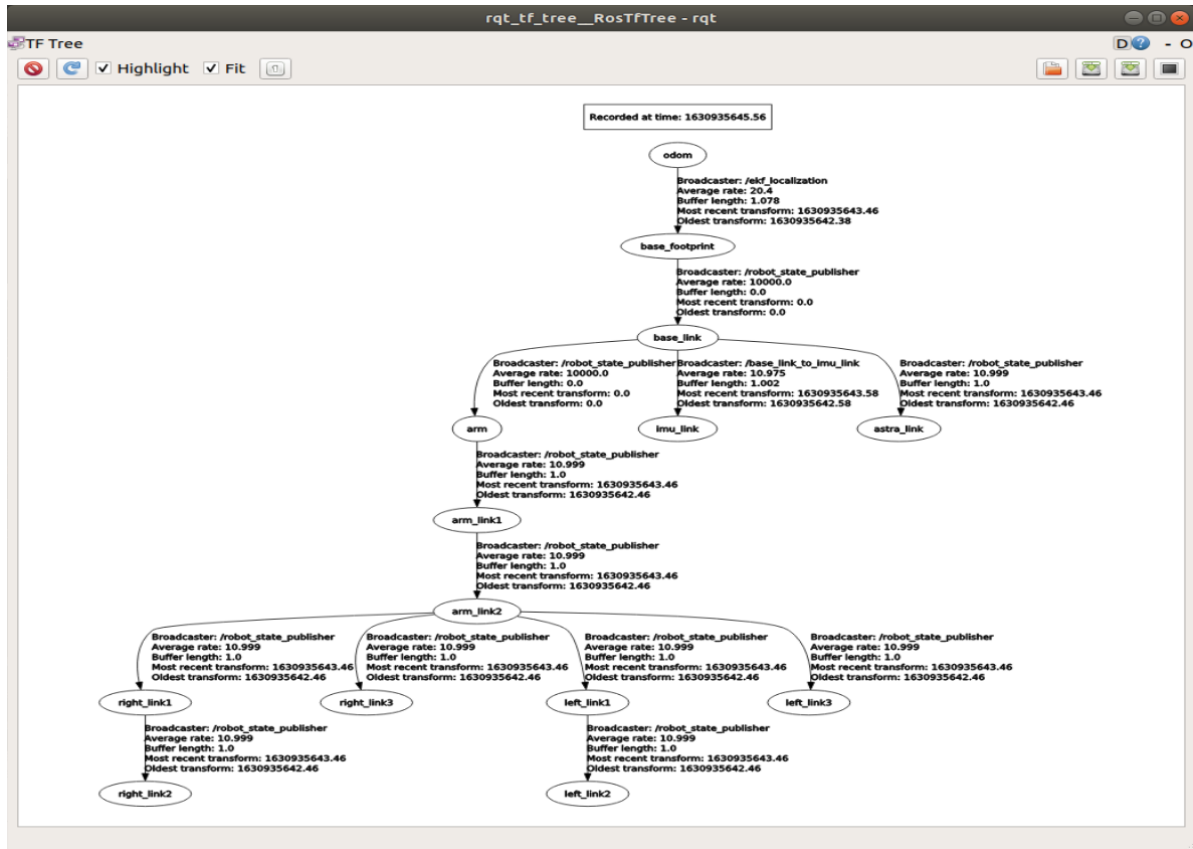 rqt_tf_tree__RosTfTree - rqt
TF Tree
D
- O
Highlight
Fit
Recorded at time: 1630935645.56
odom
Broadcaster: /ekf_localization
Average rate: 20.4
Buffer length: 1.078
Most recent transform: 1630935643.46
Oldest transform: 1630935642.38
base_footprint
Broadcaster: /robot_state_publisher
Average rate: 10000.0
Buffer length: 0.0
Most recent transform: 0.0
Oldest transform: 0.0
base_link
Broadcaster: /robot_state_publisher
Average rate: 10000.0
Buffer length: 0.0
Most recent transform: 0.0
Oldest transform: 0.0
Broadcaster: /base_link_to_imu_link
Average rate: 10.975
Buffer length: 1.002
Most recent transform: 1630935643.58
Oldest transform: 1630935642.58
Broadcaster: /robot_state_publisher
Average rate: 10.999
Buffer length: 1.0
Most recent transform: 1630935643.46
Oldest transform: 1630935642.46
arm
imu_link
astra_link
Broadcaster: /robot_state_publisher
Average rate: 10.999
Buffer length: 1.0
Most recent transform: 1630935643.46
Oldest transform: 1630935642.46
arm_link1
Broadcaster: /robot_state_publisher
Average rate: 10.999
Buffer length: 1.0
Most recent transform: 1630935643.46
Oldest transform: 1630935642.46
arm_link2
Broadcaster: /robot_state_publisher
Average rate: 10.999
Buffer length: 1.0
Most recent transform: 1630935643.46
Oldest transform: 1630935642.46
Broadcaster: /robot_state_publisher
Average rate: 10.999
Buffer length: 1.0
Most recent transform: 1630935643.46
Oldest transform: 1630935642.46
Broadcaster: /robot_state_publisher
Average rate: 10.999
Buffer length: 1.0
Most recent transform: 1630935643.46
Oldest transform: 1630935642.46
Broadcaster: /robot_state_publisher
Average rate: 10.999
Buffer length: 1.0
Most recent transform: 1630935643.46
Oldest transform: 1630935642.46
right_link1
right_link3
left_link1
left_link3
Broadcaster: /robot_state_publisher
Average rate: 10.999
Buffer length: 1.0
Most recent transform: 1630935643.46
Oldest transform: 1630935642.46
Broadcaster: /robot_state_publisher
Average rate: 10.999
Buffer length: 1.0
Most recent transform: 1630935643.46
Oldest transform: 1630935642.46
right_link2
left_link2